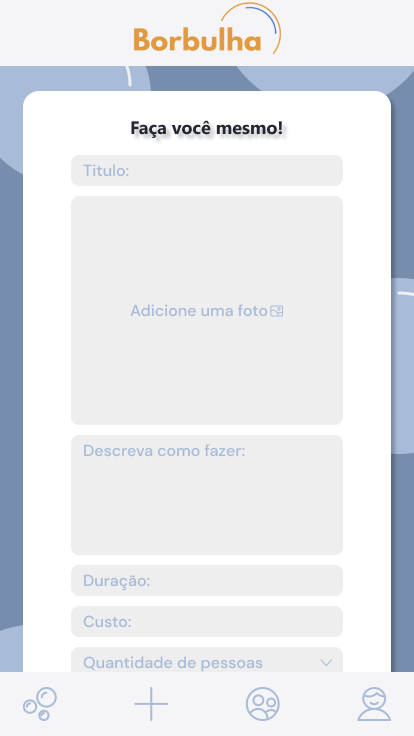 Borbulha
Faça você mesmo!
Titulo:
Adicione uma foto
Descreva como fazer:
Duração:
Custo:
Quantidade de pessoas